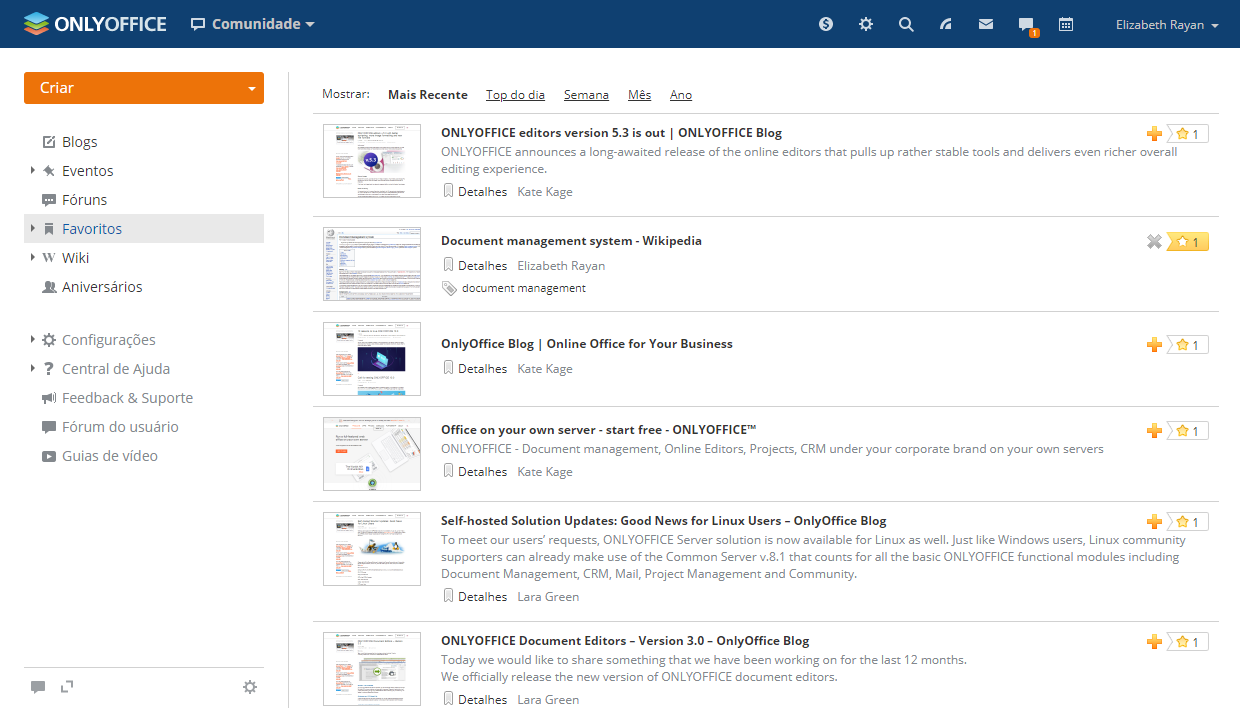 ONLYOFFICE Comunidade 1 Elizabeth Rayan
Criar
Blogs
Eventos
Fóruns
Favoritos
Wiki
Aniversários
Configurações
Central de Ajuda
Feedback & Suporte
Fórum do usuário
Guias de vídeo
Mostrar: Mais Recente Top do dia Semana Mês Ano
ONLYOFFICE editors version 5.3 is out | ONLYOFFICE Blog
1
ONLYOFFICE announces a long-awaited release of the online editors that pulls up rather stable tools and delivers even richer overall
editing experience.
Detalhes Kate Kage
Document management system - Wikipedia
1
Detalhes Elizabeth Rayan
document management
OnlyOffice Blog | Online Office for Your Business
1
Detalhes Kate Kage
Office on your own server - start free - ONLYOFFICE™
1
ONLYOFFICE - Document management, Online Editors, Projects, CRM under your corporate brand on your own servers
Detalhes Kate Kage
Self-hosted Solution Updates: Good News for Linux Users – OnlyOffice Blog
1
To meet our users’ requests, ONLYOFFICE Server solution is now available for Linux as well. Just like Windows users, Linux community
supporters can already make use of the Common Server v.8.1 that counts for all the basic ONLYOFFICE functional modules including
Document Management, CRM, Mail, Project Management and Community.
Detalhes Lara Green
ONLYOFFICE Document Editors – Version 3.0 – OnlyOffice Blog
1
Today we would like to share something that we have been working on for the last 12 months.
We officially release the new version of ONLYOFFICE document editors.
Detalhes Lara Green